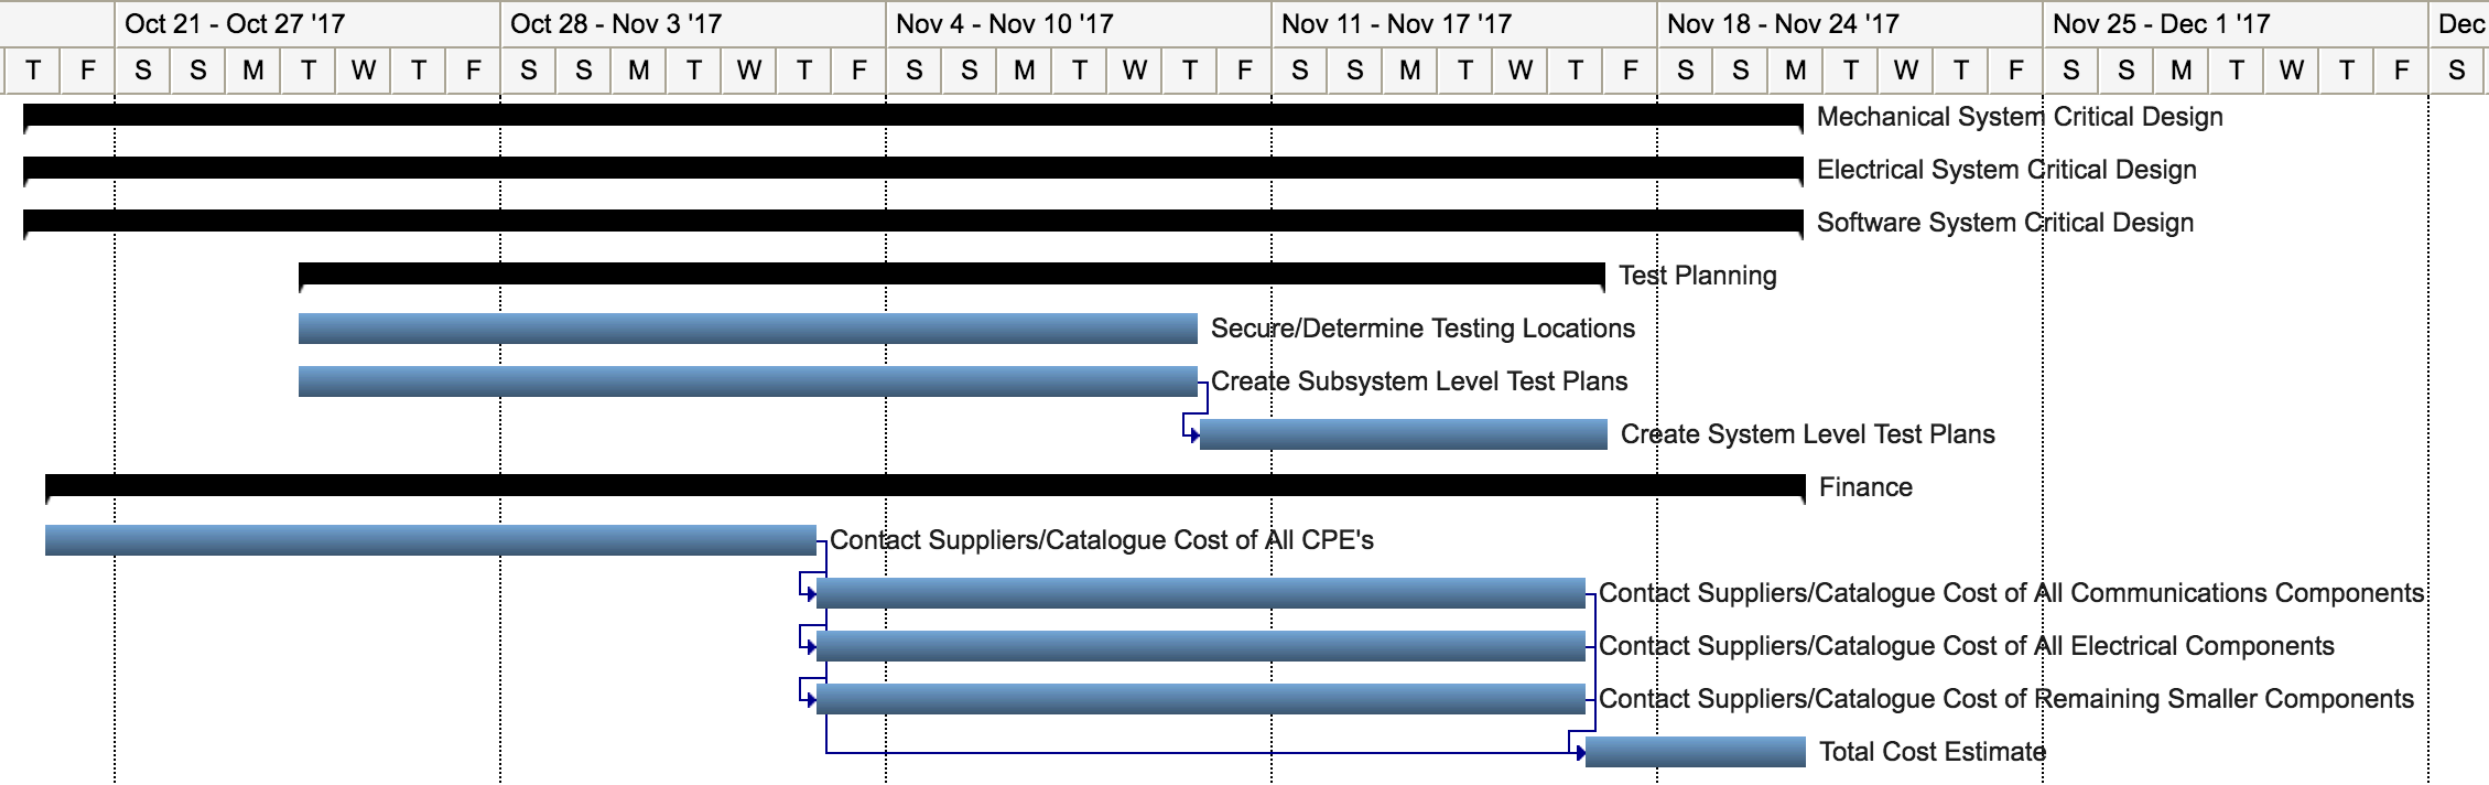 Oct 21 - Oct 27 '17 Oct 28 - Nov 3 '17 Nov 4 - Nov 10 '17 Nov 11 - Nov 17 '17 Nov 18 - Nov 24 '17 Nov 25 - Dec 1 '17 Dec
T F S S M T W T F S S M T W T F S S M T W T F S S M T W T F S S M T W T F S S M T W T F S
Mechanical System Critical Design
Electrical System Critical Design
Software System Critical Design
Test Planning
Secure/Determine Testing Locations
Create Subsystem Level Test Plans
Create System Level Test Plans
Finance
Contact Suppliers/Catalogue Cost of All CPE's
Contact Suppliers/Catalogue Cost of All Communications Components
Contact Suppliers/Catalogue Cost of All Electrical Components
Contact Suppliers/Catalogue Cost of Remaining Smaller Components
Total Cost Estimate